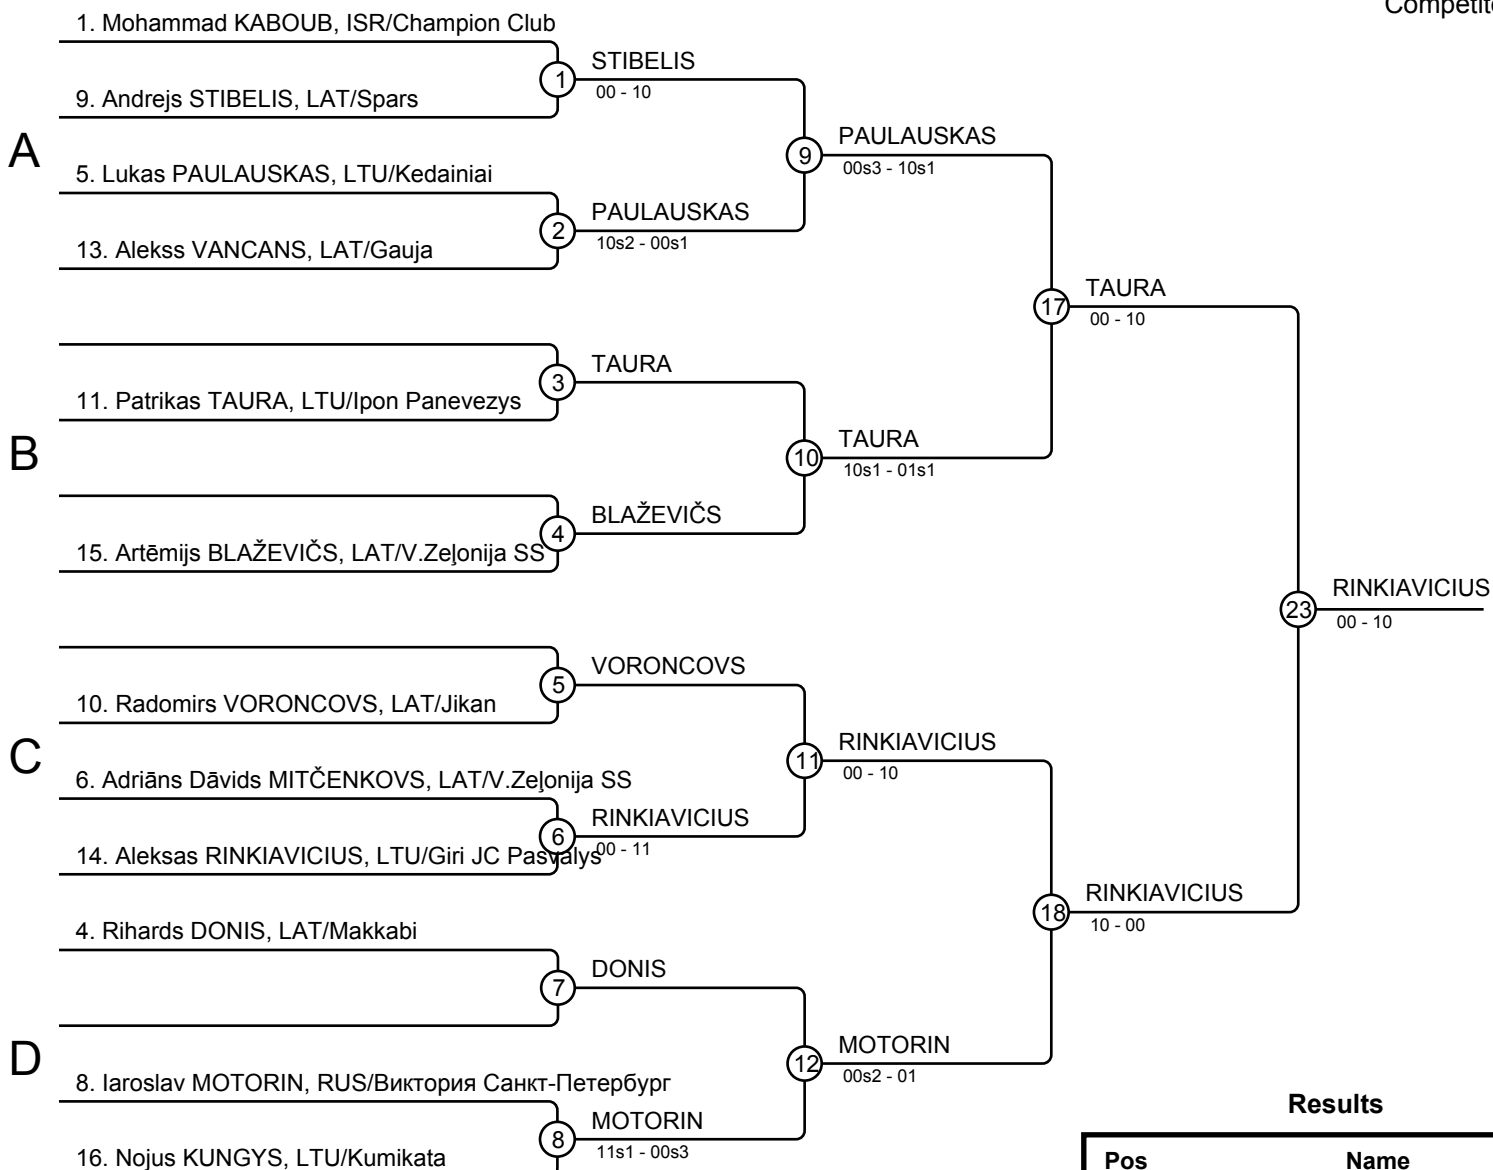 Competit
1. Mohammad KABOUB, ISR/Champion Club
1
STIBELIS
00 - 10
9. Andrejs STIBELIS, LAT/Spars
A
9
PAULAUSKAS
00s3 - 10s1
5. Lukas PAULAUSKAS, LTU/Kedainiai
2
PAULAUSKAS
10s2 - 00s1
13. Alekss VANCANS, LAT/Gauja
17
TAURA
00 - 10
3
TAURA
11. Patrikas TAURA, LTU/Ipon Panevezys
B
10
TAURA
10s1 - 01s1
4
BLAŽEVIČS
15. Artēmijs BLAŽEVIČS, LAT/V.Zeļonija SS
23
RINKIAVICIUS
00 - 10
5
VORONCOVS
10. Radomirs VORONCOVS, LAT/Jikan
C
11
RINKIAVICIUS
00 - 10
6. Adriāns Dāvids MITČENKOVS, LAT/V.Zeļonija SS
6
RINKIAVICIUS
00 - 11
14. Aleksas RINKIAVICIUS, LTU/Giri JC Pasvalys
18
RINKIAVICIUS
10 - 00
4. Rihards DONIS, LAT/Makkabi
7
DONIS
D
12
MOTORIN
00s2 - 01
8. Iaroslav MOTORIN, RUS/Виктория Санкт-Петербург
8
MOTORIN
11s1 - 00s3
16. Nojus KUNGYS, LTU/Kumikata
Results
Pos Name